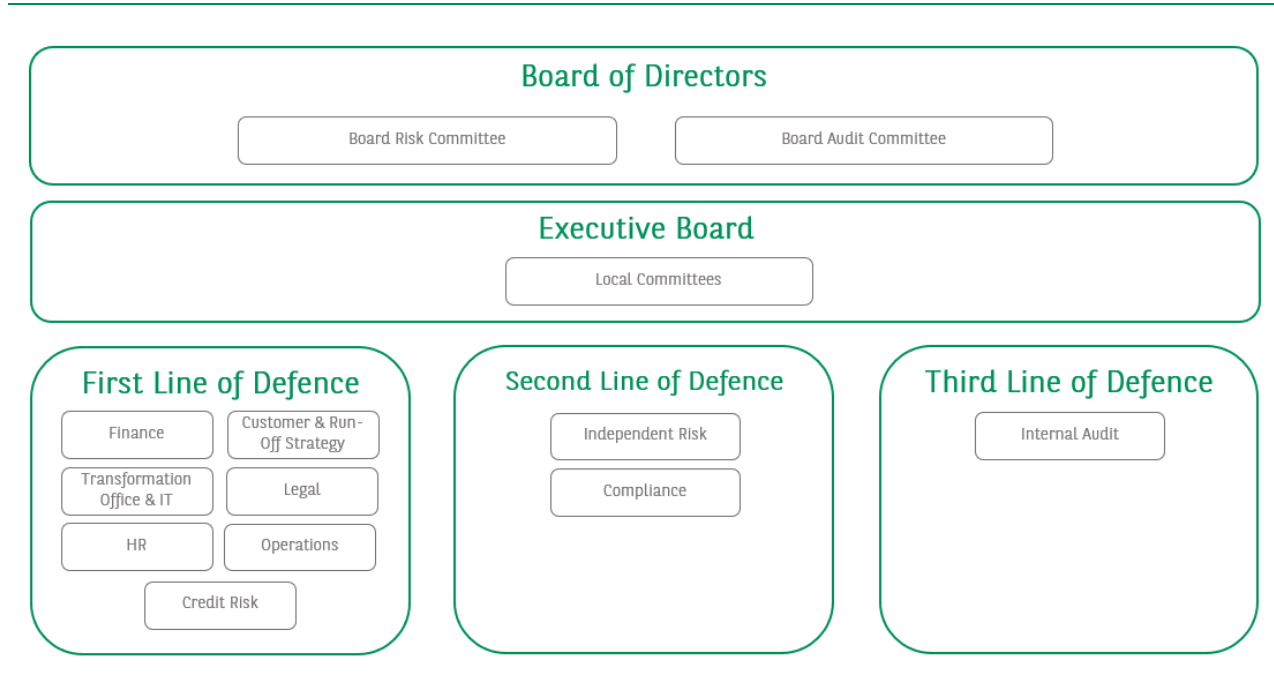 Board of Directors
Board Risk Committee
Board Audit Committee
Executive Board
Local Committees
First Line of Defence
Finance
Customer & Run-
Off Strategy
Transformation
Office & IT
Legal
HR
Operations
Credit Risk
Second Line of Defence
Independent Risk
Compliance
Third Line of Defence
Internal Audit